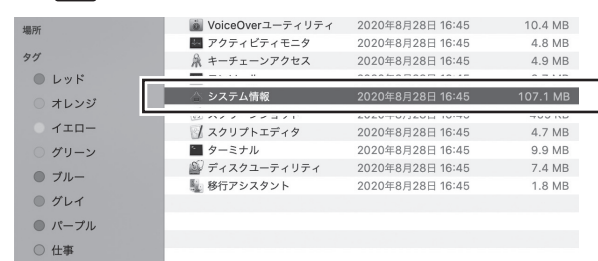 場所
タグ
レッド
オレンジ
イエロー
グリーン
ブルー
グレイ
パープル
仕事
VoiceOverユーティリティ 2020年8月28日 16:45 10.4 MB
アクティビティモニタ 2020年8月28日 16:45 4.8 MB
キーチェーンアクセス 2020年8月28日 16:45 4.9 MB
システム情報 2020年8月28日 16:45 107.1 MB
スクリプトエディタ 2020年8月28日 16:45 4.7 MB
ターミナル 2020年8月28日 16:45 9.9 MB
ディスクユーティリティ 2020年8月28日 16:45 7.4 MB
移行アシスタント 2020年8月28日 16:45 1.8 MB